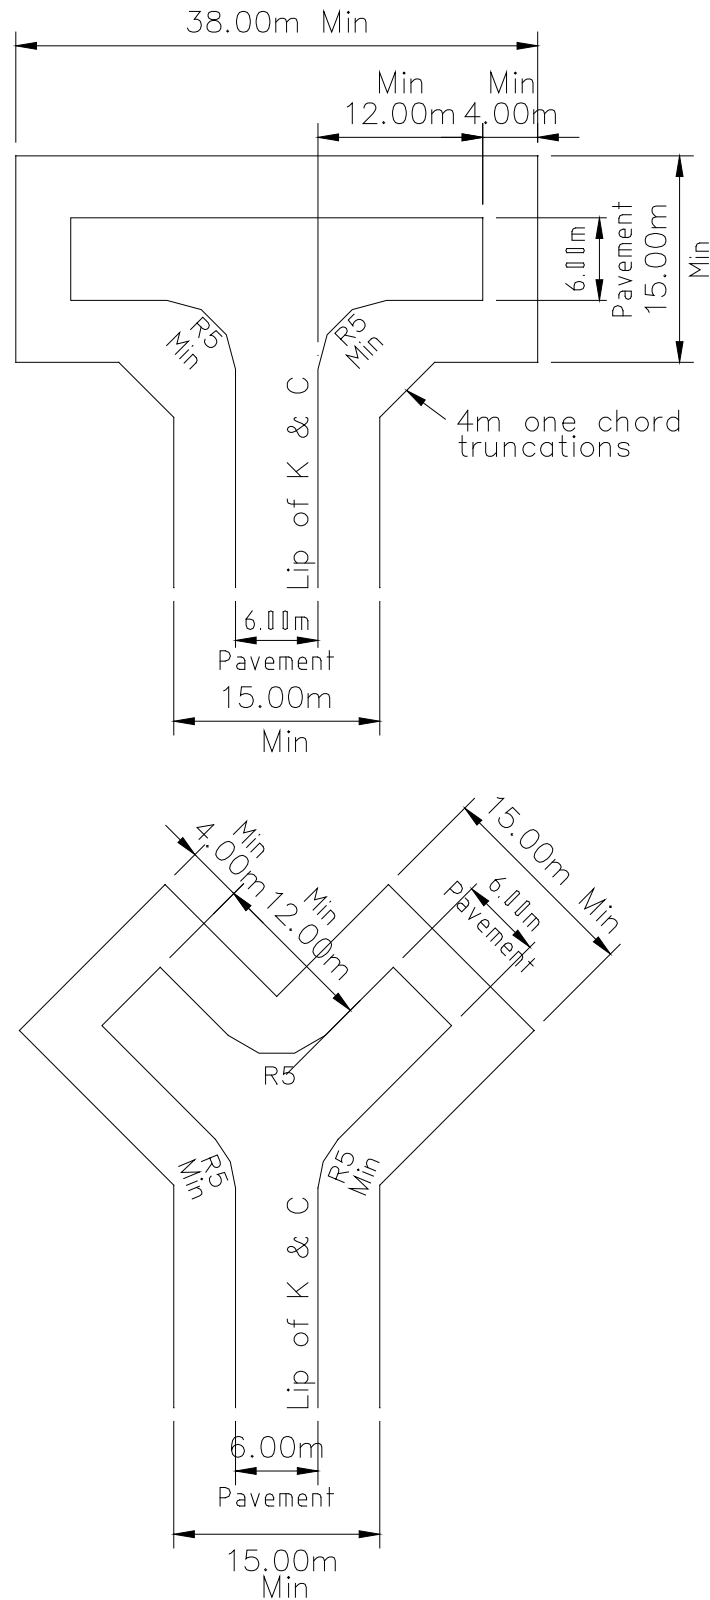 38.00m Min
Min
12.00m
Min
4.00m
6.00m
Pavement
15.00m
Min
R5
Min
R5
Min
4m one chord
truncations
Lip of K & C
6.00m
Pavement
15.00m
Min
Min
4.00m
Min
12.00m
15.00m Min
6.00m
Pavement
R5
R5
Min
R5
Min
Lip of K & C
6.00m
Pavement
15.00m
Min